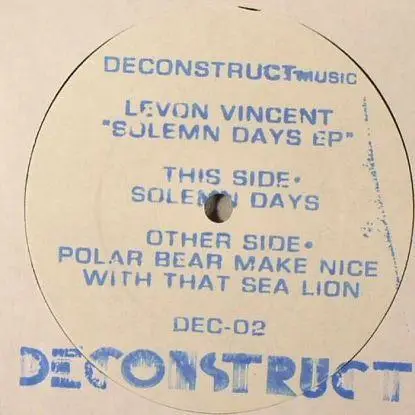 DECONSTRUCT MUSIC
LEVON VINCENT
"SOLEMN DAYS EP"
THIS SIDE•
SOLEMN DAYS
OTHER SIDE•
POLAR BEAR MAKE NICE
WITH THAT SEA LION
DEC-02
DECONSTRUCT